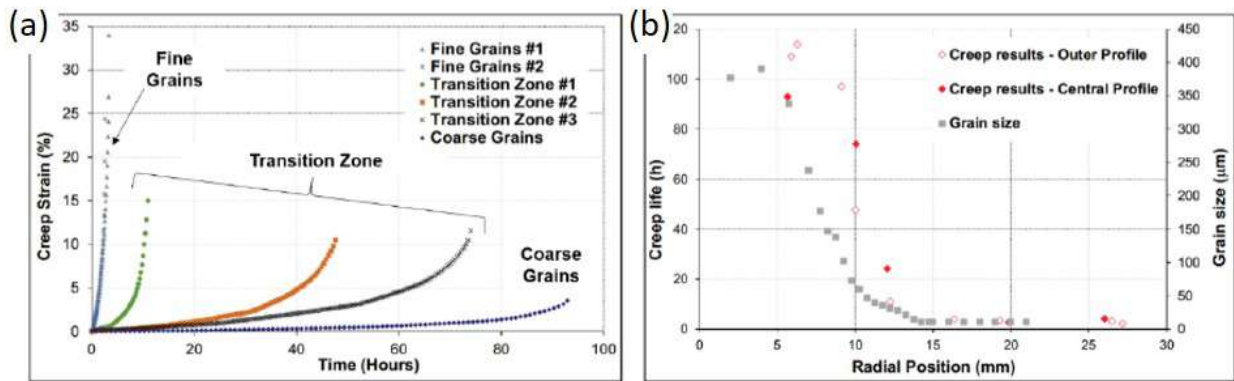 (a)
35
30
25
20
15
10
5
0
Creep Strain (%)
Fine
Grains
Fine Grains #1
Fine Grains #2
Transition Zone #1
Transition Zone #2
Transition Zone #3
Coarse Grains
Transition Zone
Coarse
Grains
0 20 40 60 80 100
Time (Hours)
(b)
120
100
80
60
40
20
0
Creep life (h)
Creep results - Outer Profile
Creep results - Central Profile
Grain size
450
400
350
300
250
200
150
100
50
0
Grain size (μm)
0 5 10 15 20 25 30
Radial Position (mm)